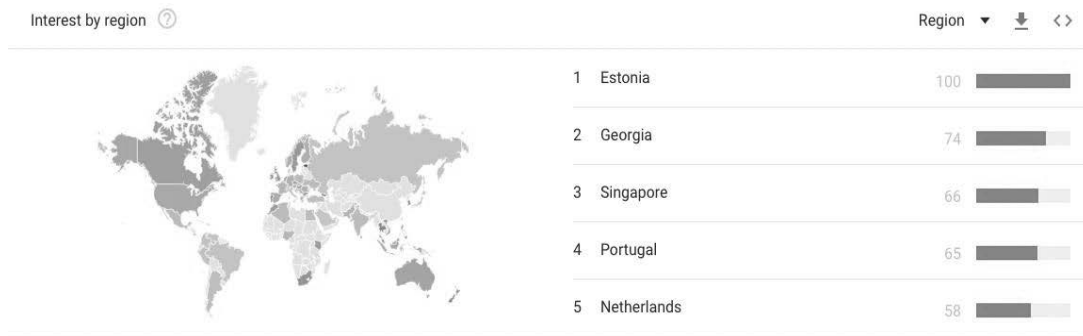 Interest by region
Region
1 Estonia 100
2 Georgia 74
3 Singapore 66
4 Portugal 65
5 Netherlands 58